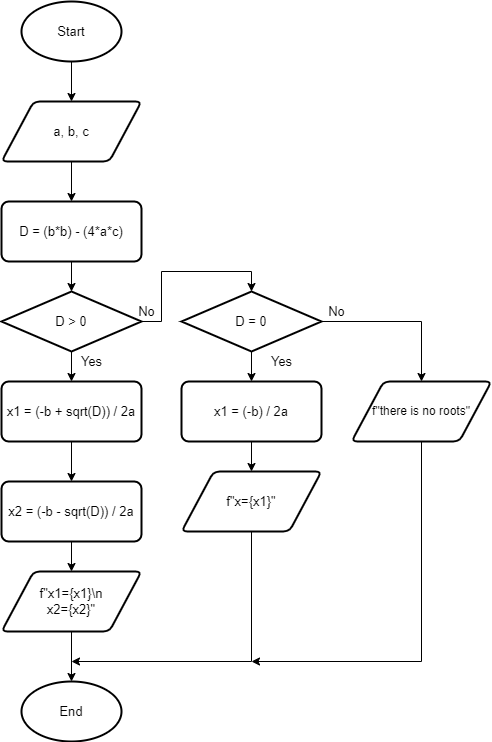 Start
a, b, c
D = (b*b) - (4*a*c)
D > 0
No
D = 0
No
Yes
Yes
x1 = (-b + sqrt(D)) / 2a
x1 = (-b) / 2a
f"there is no roots"
x2 = (-b - sqrt(D)) / 2a
f"x={x1}"
f"x1={x1}\n
x2={x2}"
End